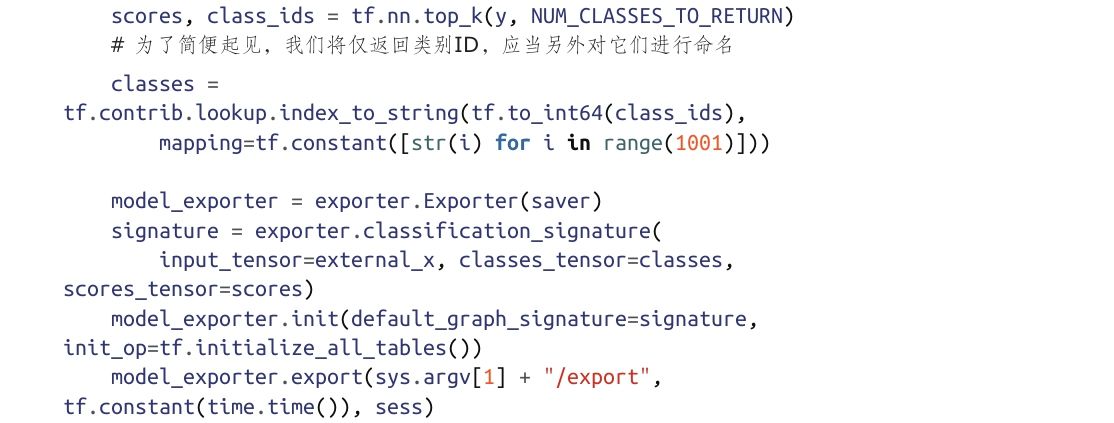 scores, class_ids = tf.nn.top_k(y, NUM_CLASSES_TO_RETURN)
# 为了简便起见，我们将仅返回类别ID，应当另外对它们进行命名
classes =
tf.contrib.lookup.index_to_string(tf.to_int64(class_ids),
mapping=tf.constant([str(i) for i in range(1001)]))
model_exporter = exporter.Exporter(saver)
signature = exporter.classification_signature(
input_tensor=external_x, classes_tensor=classes,
scores_tensor=scores)
model_exporter.init(default_graph_signature=signature,
init_op=tf.initialize_all_tables())
model_exporter.export(sys.argv[1] + "/export",
tf.constant(time.time()), sess)